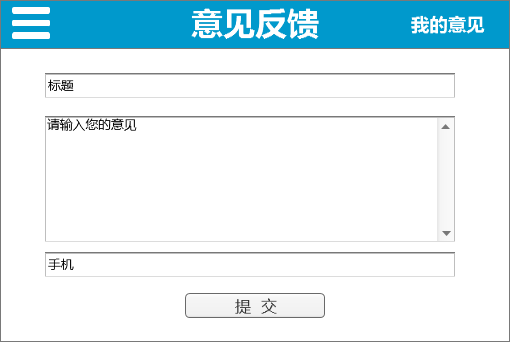 意见反馈
我的意见
标题
请输入您的意见
手机
提 交